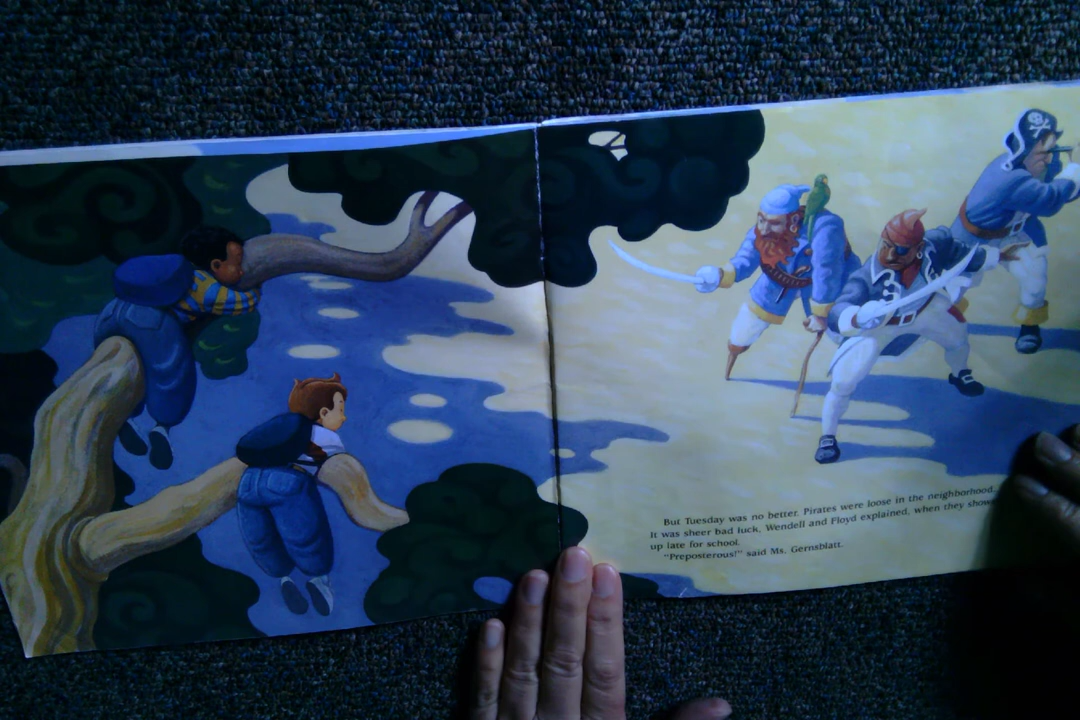 But Tuesday was no better. Pirates were loose in the neighborhood.
It was sheer bad luck, Wendell and Floyd explained, when they
up late for school.
"Preposterous!" said Ms. Gernsblatt.